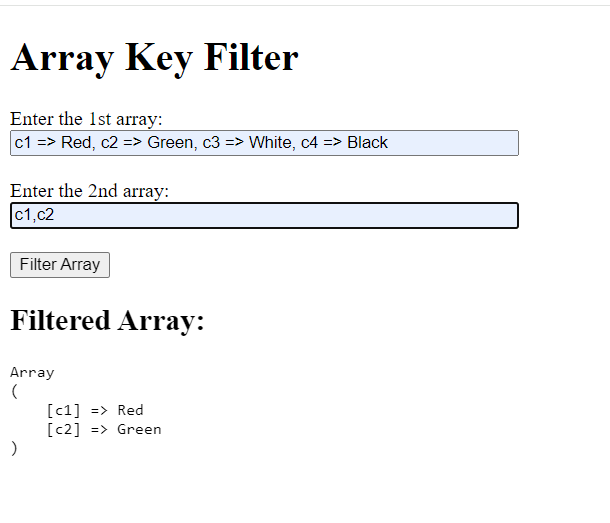 Array Key Filter
Enter the 1st array:
c1 => Red, c2 => Green, c3 => White, c4 => Black
Enter the 2nd array:
c1,c2
Filter Array
Filtered Array:
Array
(
    [c1] => Red
    [c2] => Green
)